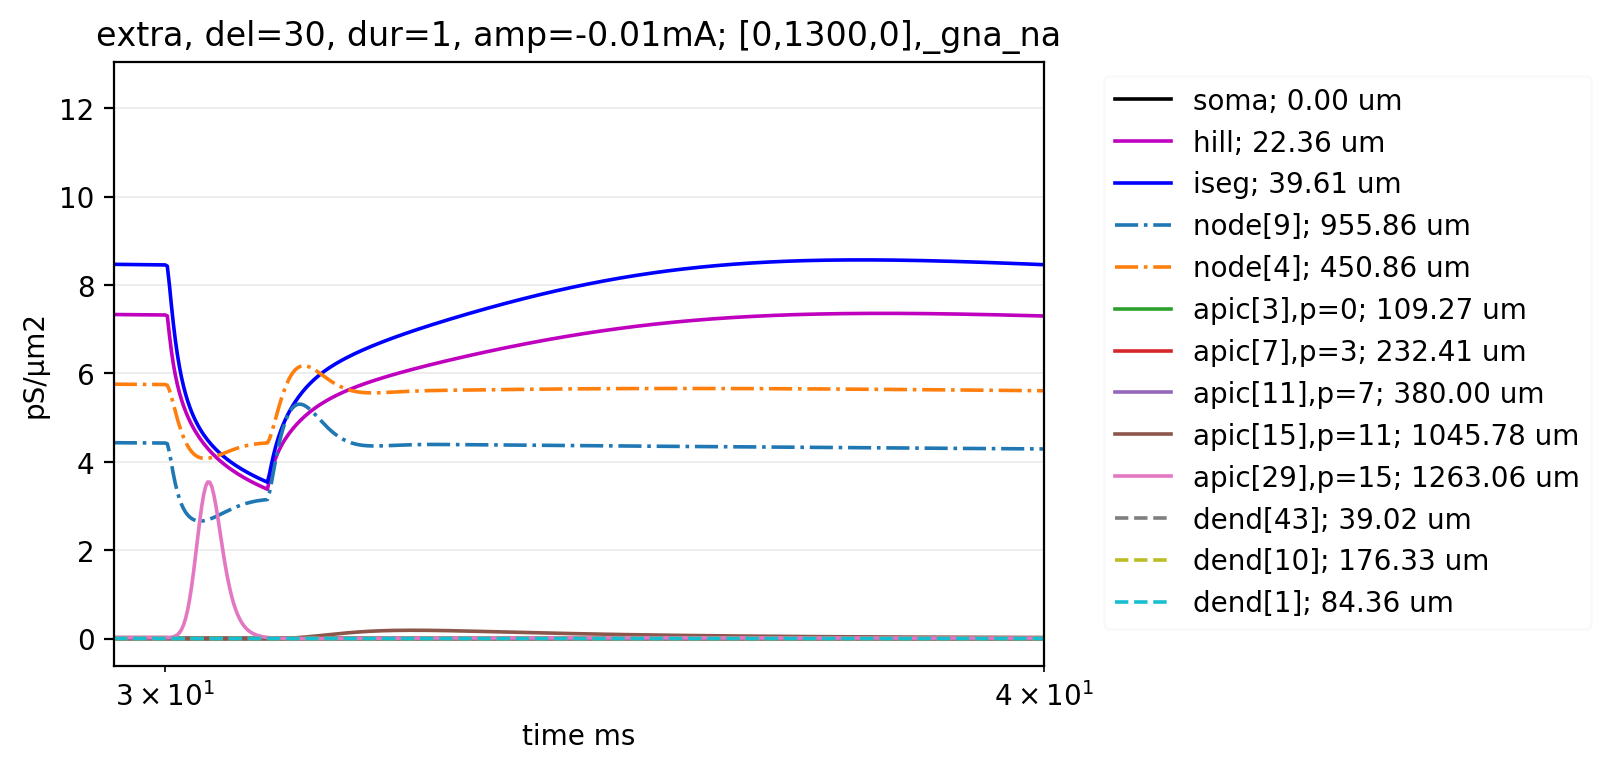 extra, del=30, dur=1, amp=-0.01mA; [0,1300,0],_gna_na
12
10
8
6
4
2
0
pS/µm2
3 × 10¹
4 × 10¹
time ms
soma; 0.00 um
hill; 22.36 um
iseg; 39.61 um
node[9]; 955.86 um
node[4]; 450.86 um
apic[3],p=0; 109.27 um
apic[7],p=3; 232.41 um
apic[11],p=7; 380.00 um
apic[15],p=11; 1045.78 um
apic[29],p=15; 1263.06 um
dend[43]; 39.02 um
dend[10]; 176.33 um
dend[1]; 84.36 um